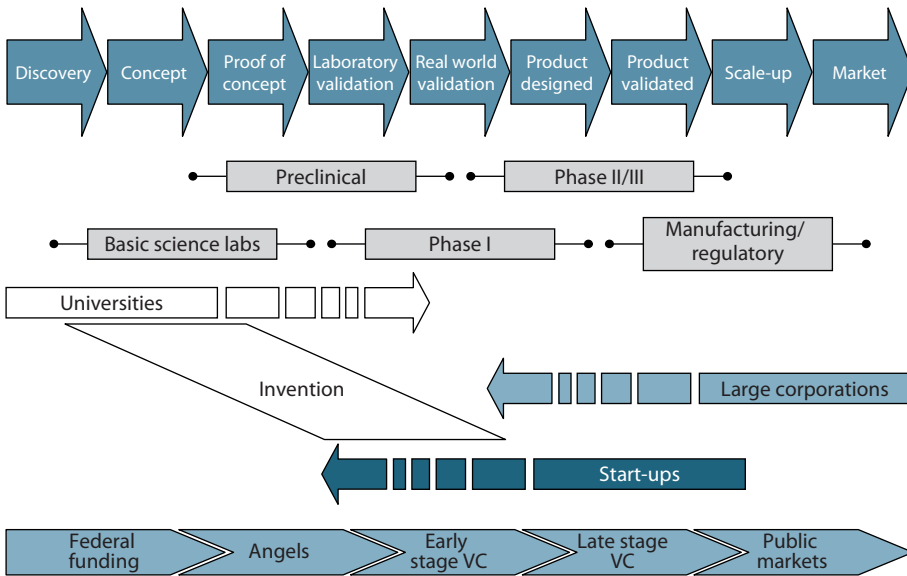 Discovery
Concept
Proof of
concept
Laboratory
validation
Real world
validation
Product
designed
Product
validated
Scale-up
Market
Preclinical
Phase II/III
Basic science labs
Phase I
Manufacturing/
regulatory
Universities
Invention
Large corporations
Start-ups
Federal
funding
Angels
Early
stage VC
Late stage
VC
Public
markets